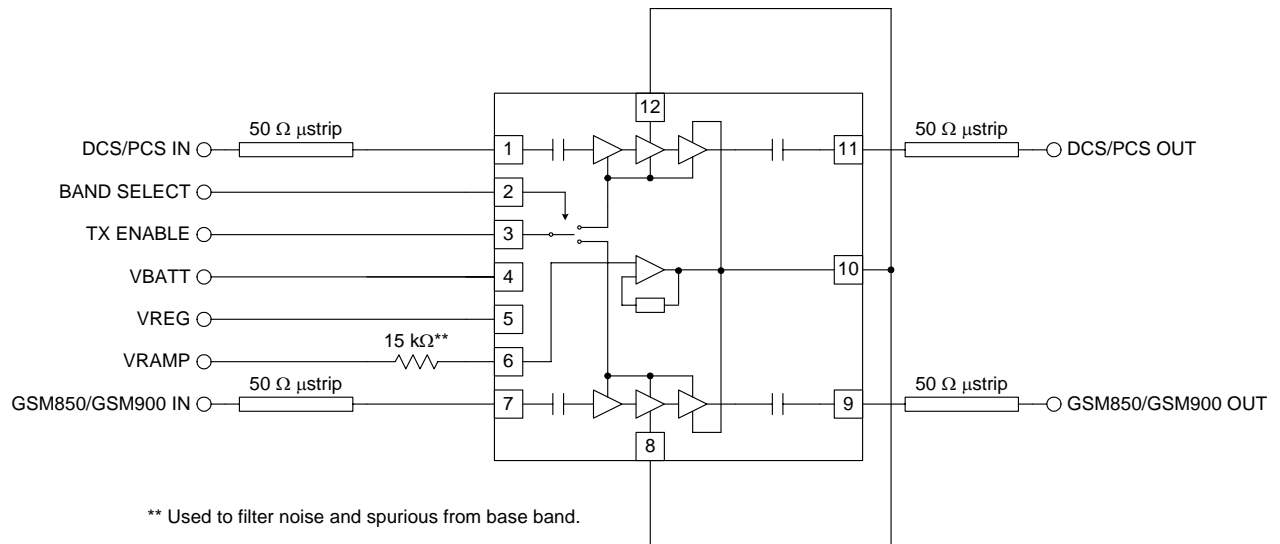 12
50 Ω μstrip
50 Ω μstrip
DCS/PCS IN
1
11
DCS/PCS OUT
BAND SELECT
2
TX ENABLE
3
VBATT
4
10
VREG
5
15 kΩ**
VRAMP
6
50 Ω μstrip
50 Ω μstrip
GSM850/GSM900 IN
7
9
GSM850/GSM900 OUT
8
** Used to filter noise and spurious from base band.